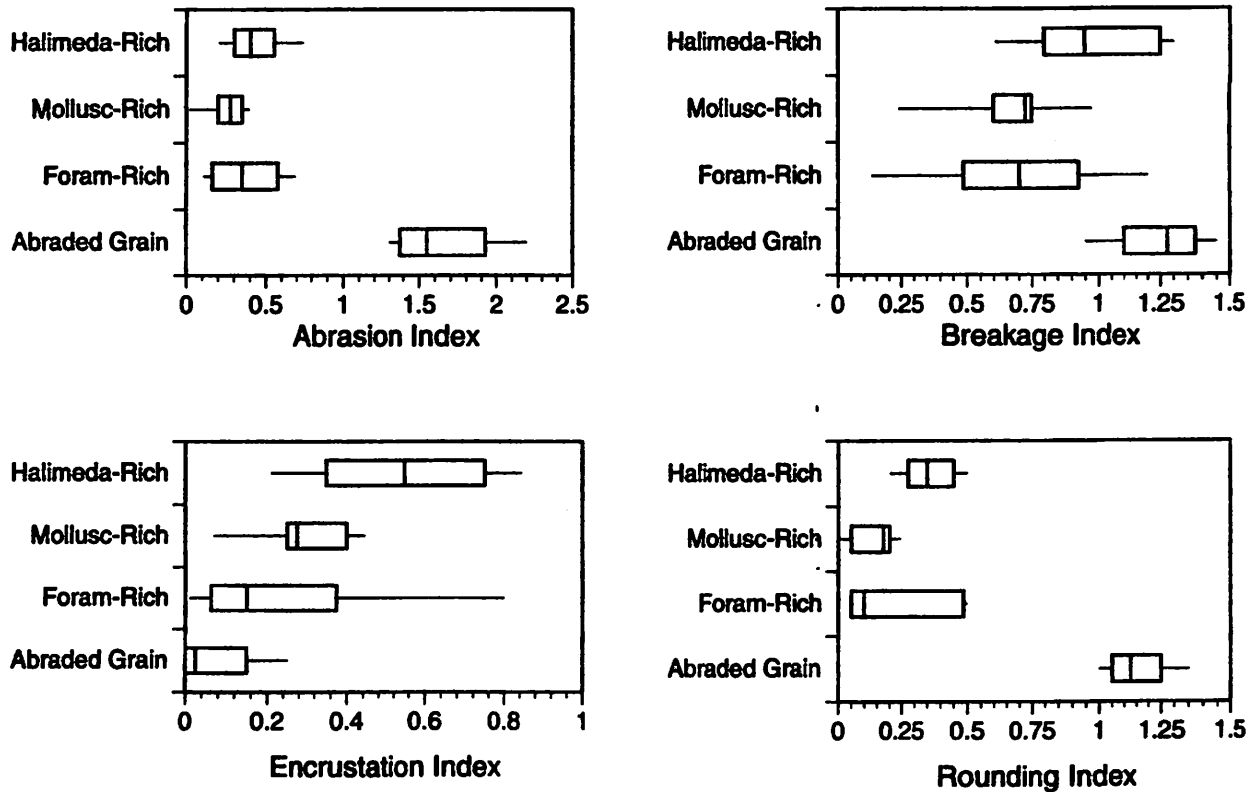 Halimeda-Rich
Mollusc-Rich
Foram-Rich
Abraded Grain
0 0.5 1 1.5 2 2.5
Abrasion Index
Halimeda-Rich
Mollusc-Rich
Foram-Rich
Abraded Grain
0 0.25 0.5 0.75 1 1.25 1.5
Breakage Index
Halimeda-Rich
Mollusc-Rich
Foram-Rich
Abraded Grain
0 0.2 0.4 0.6 0.8 1
Encrustation Index
Halimeda-Rich
Mollusc-Rich
Foram-Rich
Abraded Grain
0 0.25 0.5 0.75 1 1.25 1.5
Rounding Index